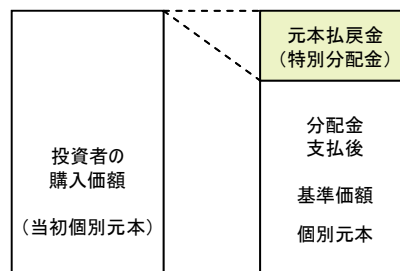 投資者の
購入価額
（当初個別元本）
元本払戻金
（特別分配金）
分配金
支払後
基準価額
個別元本